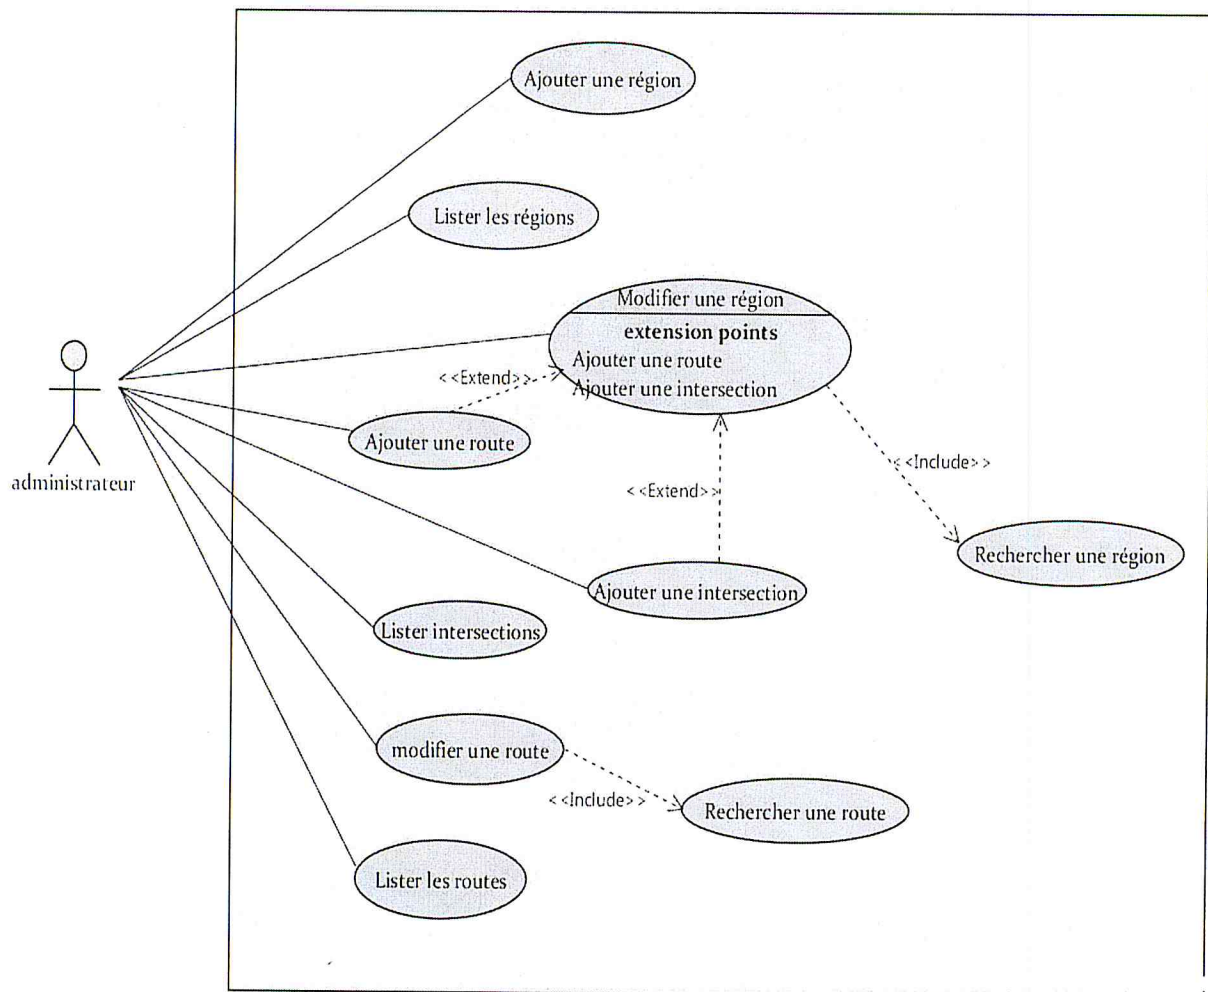 Ajouter une région
Lister les régions
Modifier une région
extension points
Ajouter une route
Ajouter une intersection
<<Extend>>
Ajouter une route
<<Include>>
administrateur
<<Extend>>
Rechercher une région
Ajouter une intersection
Lister intersections
modifier une route
<<Include>>
Rechercher une route
Lister les routes